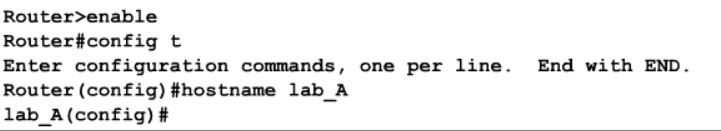 Router>enable
Router#config t
Enter configuration commands, one per line.  End with END.
Router(config)#hostname lab_A
lab_A(config)#